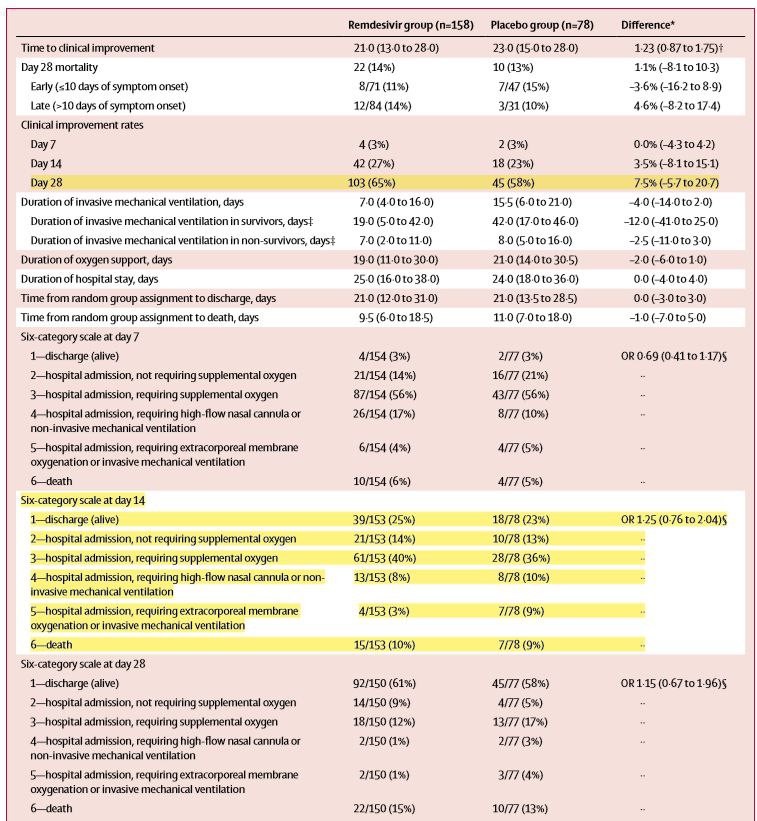 Remdesivir group (n=158) Placebo group (n=78) Difference*
Time to clinical improvement 21·0 (13·0 to 28·0) 23·0 (15·0 to 28·0) 1·23 (0·87 to 1·75)†
Day 28 mortality 22 (14%) 10 (13%) 1·1% (–8·1 to 10·3)
Early (≤10 days of symptom onset) 8/71 (11%) 7/47 (15%) –3·6% (–16·2 to 8·9)
Late (>10 days of symptom onset) 12/84 (14%) 3/31 (10%) 4·6% (–8·2 to 17·4)
Clinical improvement rates
Day 7 4 (3%) 2 (3%) 0·0% (–4·3 to 4·2)
Day 14 42 (27%) 18 (23%) 3·5% (–8·1 to 15·1)
Day 28 103 (65%) 45 (58%) 7·5% (–5·7 to 20·7)
Duration of invasive mechanical ventilation, days 7·0 (4·0 to 16·0) 15·5 (6·0 to 21·0) –4·0 (–14·0 to 2·0)
Duration of invasive mechanical ventilation in survivors, days‡ 19·0 (5·0 to 42·0) 42·0 (17·0 to 46·0) –12·0 (–41·0 to 25·0)
Duration of invasive mechanical ventilation in non-survivors, days‡ 7·0 (2·0 to 11·0) 8·0 (5·0 to 16·0) –2·5 (–11·0 to 3·0)
Duration of oxygen support, days 19·0 (11·0 to 30·0) 21·0 (14·0 to 30·5) –2·0 (–6·0 to 1·0)
Duration of hospital stay, days 25·0 (16·0 to 38·0) 24·0 (18·0 to 36·0) 0·0 (–4·0 to 4·0)
Time from random group assignment to discharge, days 21·0 (12·0 to 31·0) 21·0 (13·5 to 28·5) 0·0 (–3·0 to 3·0)
Time from random group assignment to death, days 9·5 (6·0 to 18·5) 11·0 (7·0 to 18·0) –1·0 (–7·0 to 5·0)
Six-category scale at day 7
1—discharge (alive) 4/154 (3%) 2/77 (3%) OR 0·69 (0·41 to 1·17)§
2—hospital admission, not requiring supplemental oxygen 21/154 (14%) 16/77 (21%) ··
3—hospital admission, requiring supplemental oxygen 87/154 (56%) 43/77 (56%) ··
4—hospital admission, requiring high-flow nasal cannula or 26/154 (17%) 8/77 (10%) ··
non-invasive mechanical ventilation
5—hospital admission, requiring extracorporeal membrane 6/154 (4%) 4/77 (5%) ··
oxygenation or invasive mechanical ventilation
6—death 10/154 (6%) 4/77 (5%) ··
Six-category scale at day 14
1—discharge (alive) 39/153 (25%) 18/78 (23%) OR 1·25 (0·76 to 2·04)§
2—hospital admission, not requiring supplemental oxygen 21/153 (14%) 10/78 (13%) ··
3—hospital admission, requiring supplemental oxygen 61/153 (40%) 28/78 (36%) ··
4—hospital admission, requiring high-flow nasal cannula or non- 13/153 (8%) 8/78 (10%) ··
invasive mechanical ventilation
5—hospital admission, requiring extracorporeal membrane 4/153 (3%) 7/78 (9%) ··
oxygenation or invasive mechanical ventilation
6—death 15/153 (10%) 7/78 (9%) ··
Six-category scale at day 28
1—discharge (alive) 92/150 (61%) 45/77 (58%) OR 1·15 (0·67 to 1·96)§
2—hospital admission, not requiring supplemental oxygen 14/150 (9%) 4/77 (5%) ··
3—hospital admission, requiring supplemental oxygen 18/150 (12%) 13/77 (17%) ··
4—hospital admission, requiring high-flow nasal cannula or 2/150 (1%) 2/77 (3%) ··
non-invasive mechanical ventilation
5—hospital admission, requiring extracorporeal membrane 2/150 (1%) 3/77 (4%) ··
oxygenation or invasive mechanical ventilation
6—death 22/150 (15%) 10/77 (13%) ··